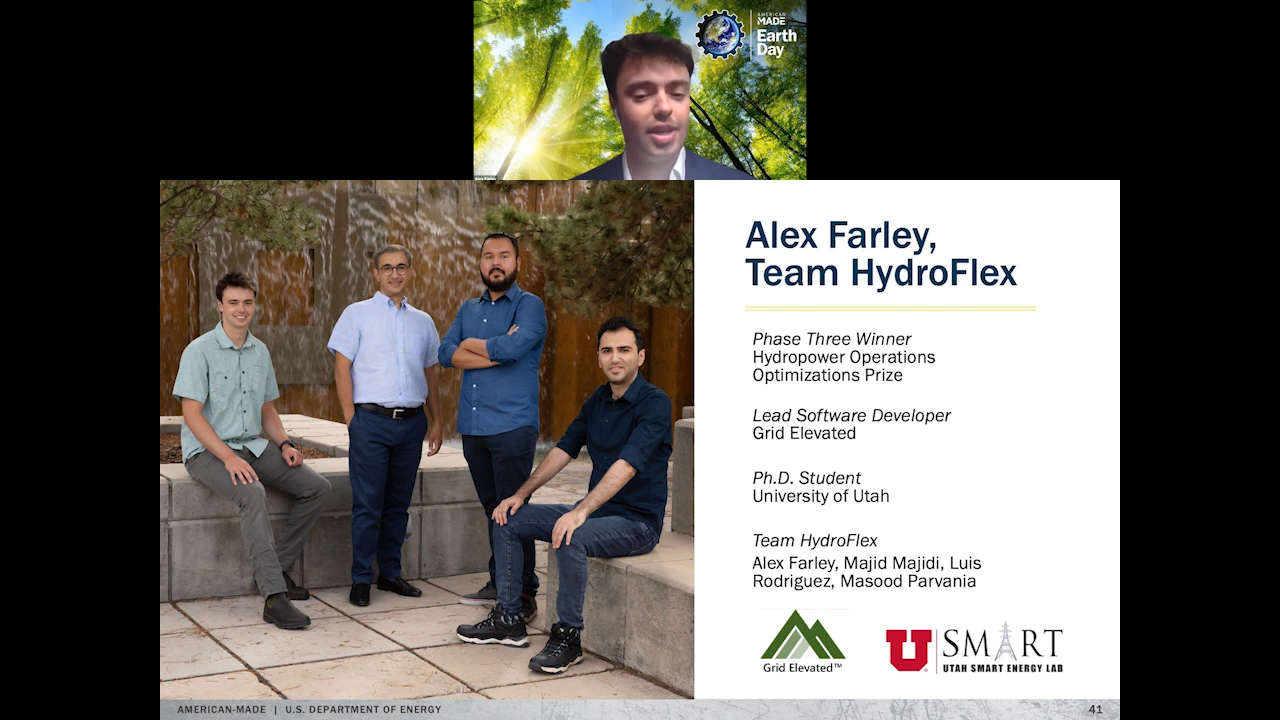 AMERICAN
MADE
Earth
Day
Alex Farley,
Team HydroFlex
Phase Three Winner
Hydropower Operations
Optimizations Prize
Lead Software Developer
Grid Elevated
Ph.D. Student
University of Utah
Team HydroFlex
Alex Farley, Majid Majidi, Luis
Rodriguez, Masood Parvania
Grid Elevated™
U SMART
UTAH SMART ENERGY LAB
AMERICAN-MADE | U.S. DEPARTMENT OF ENERGY
41